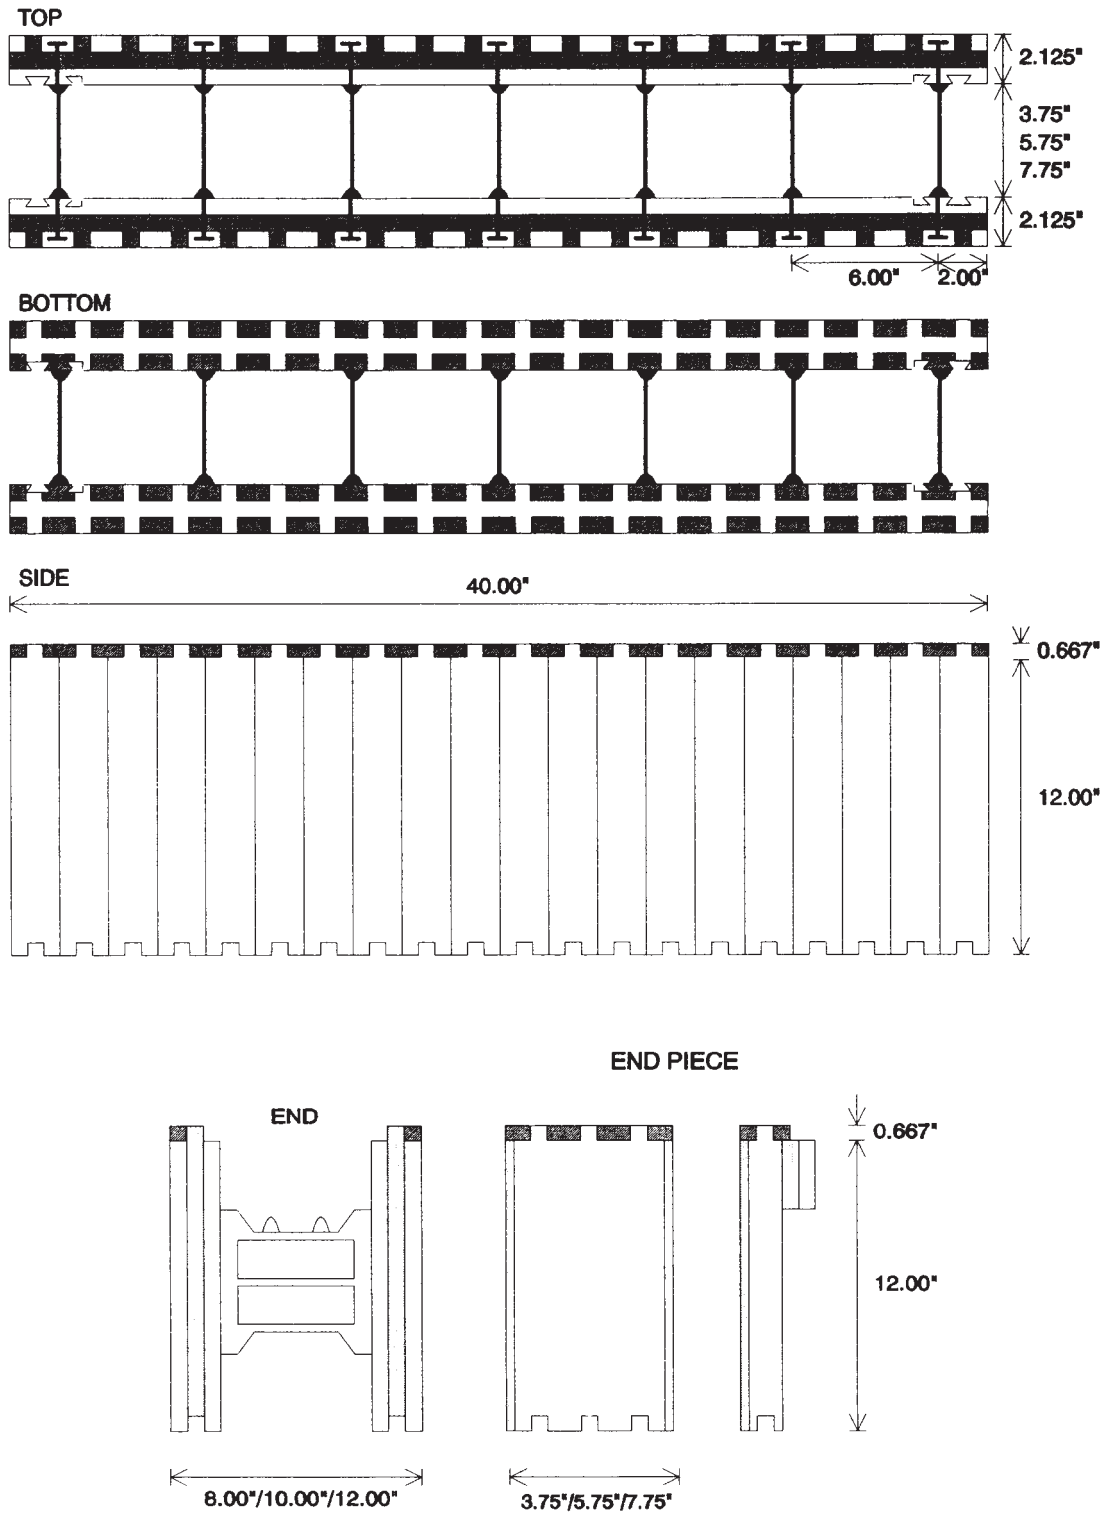 TOP
2.125"
3.75"
5.75"
7.75"
2.125"
6.00"
2.00"
BOTTOM
SIDE
40.00"
0.667"
12.00"
END PIECE
END
0.667"
12.00"
8.00"/10.00"/12.00"
3.75"/5.75"/7.75"